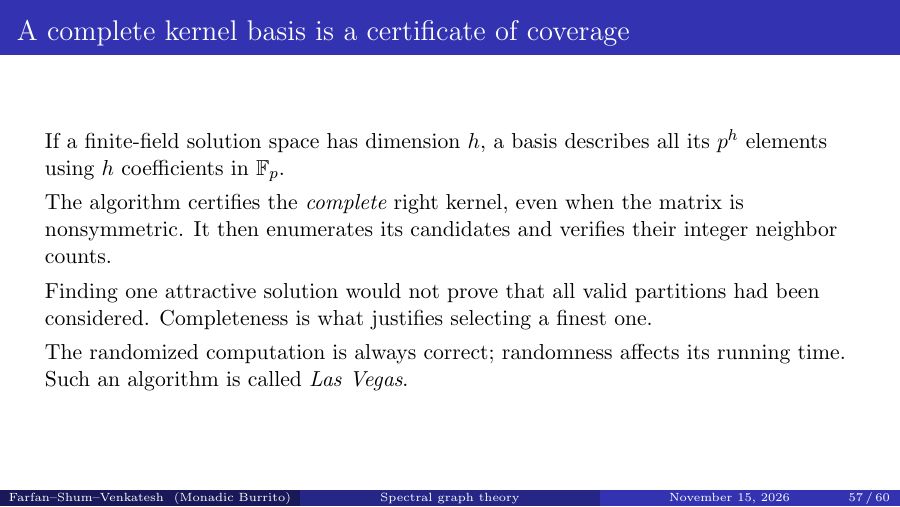 A complete kernel basis is a certificate of coverage
If a finite-field solution space has dimension h, a basis describes all its p^h elements
using h coefficients in 𝔽_p.
The algorithm certifies the complete right kernel, even when the matrix is
nonsymmetric. It then enumerates its candidates and verifies their integer neighbor
counts.
Finding one attractive solution would not prove that all valid partitions had been
considered. Completeness is what justifies selecting a finest one.
The randomized computation is always correct; randomness affects its running time.
Such an algorithm is called Las Vegas.
Farfan–Shum–Venkatesh (Monadic Burrito) Spectral graph theory November 15, 2026 57 / 60